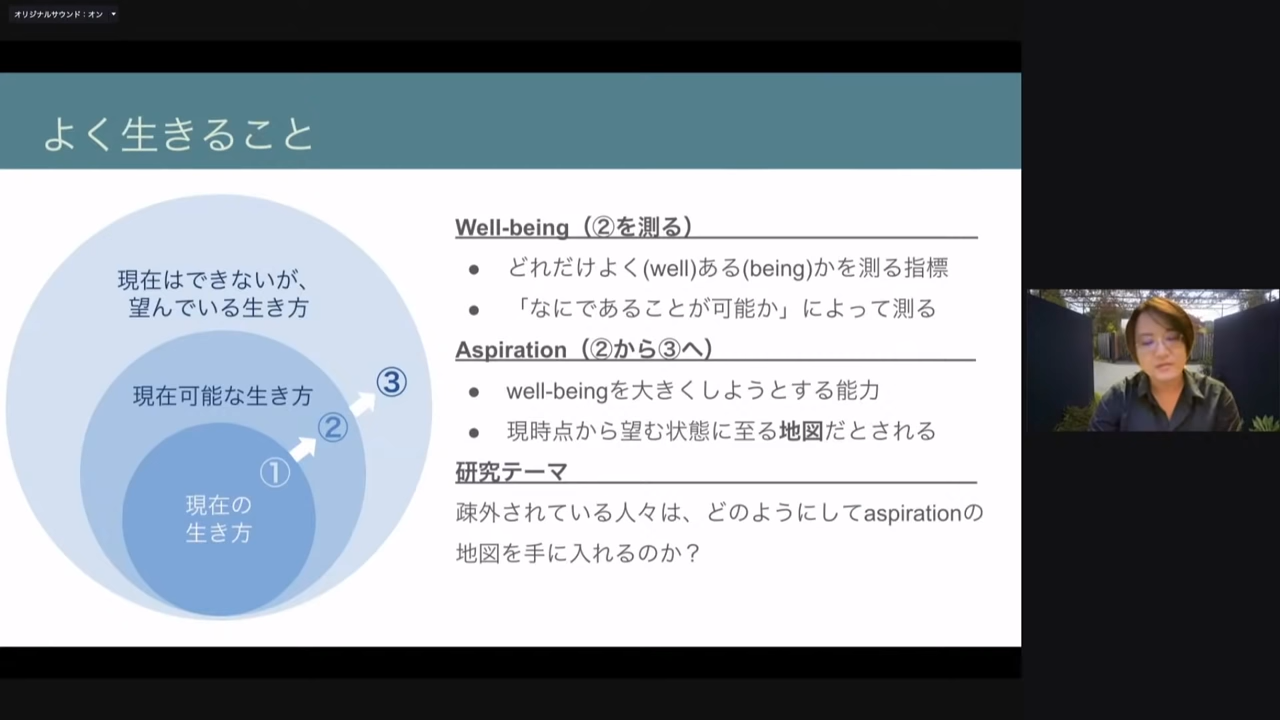 オリジナルサウンド：オン
よく生きること
現在はできないが、
望んでいる生き方
現在可能な生き方
現在の
生き方
①
②
③
Well-being（②を測る）
● どれだけよく(well)ある(being)かを測る指標
● 「なにであることが可能か」によって測る
Aspiration（②から③へ）
● well-beingを大きくしようとする能力
● 現時点から望む状態に至る地図だとされる
研究テーマ
疎外されている人々は、どのようにしてaspirationの
地図を手に入れるのか？